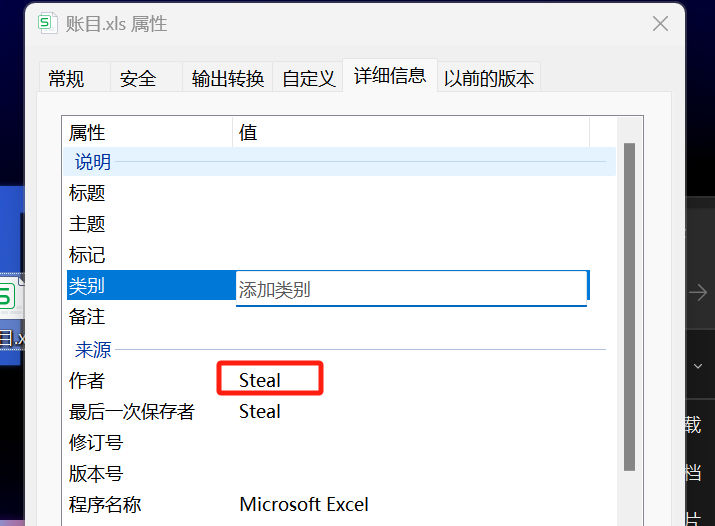 账目.xls 属性
常规 安全 输出转换 自定义 详细信息 以前的版本
属性 值
说明
标题
主题
标记
类别 添加类别
备注
来源
作者 Steal
最后一次保存者 Steal
修订号
版本号
程序名称 Microsoft Excel
目.x
载
档
片